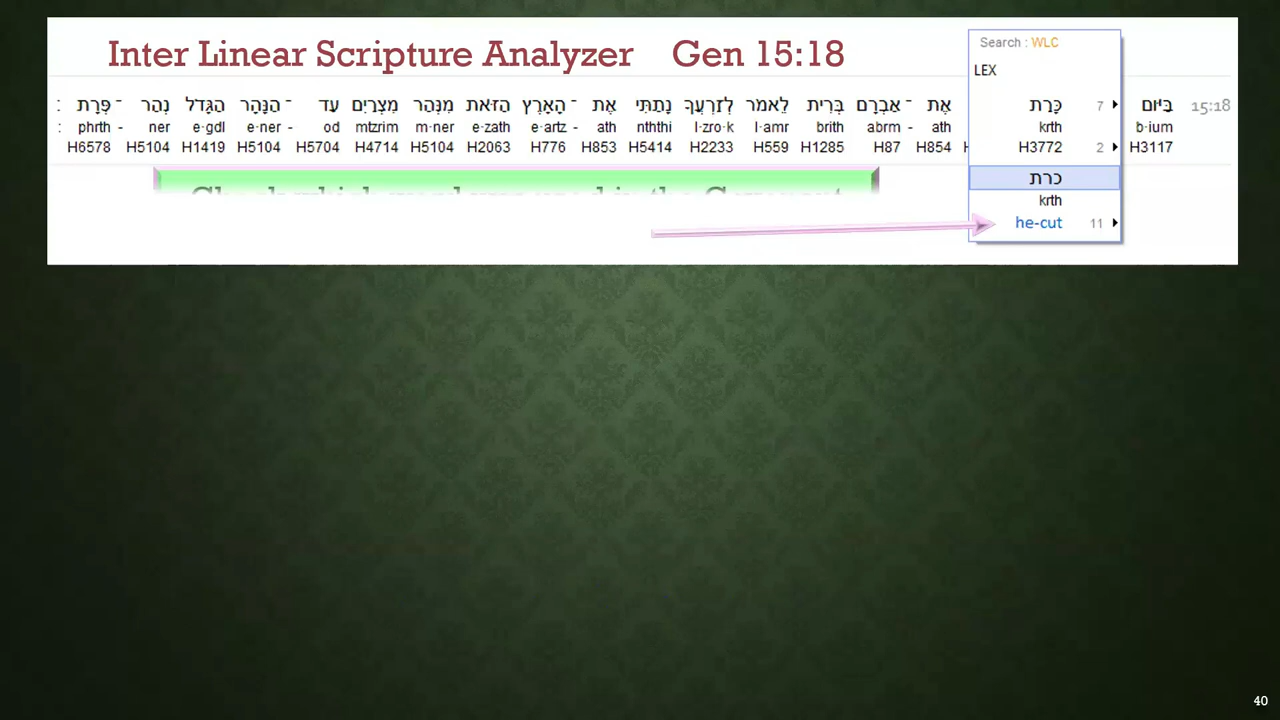 Inter Linear Scripture Analyzer Gen 15:18
Search : WLC
LEX
15:18 בַּיּוֹם אֶת ־ אַבְרָם בְּרִית לֵאמֹר לְזַרְעֲךָ נָתַתִּי אֶת ־ הָאָרֶץ הַזֹּאת מִנְּהַר מִצְרַיִם עַד ־ הַנָּהָר הַגָּדֹל נְהַר ־ פְּרָת :
: phrth - ner e·gdl e·ner - od mtzrim m·ner e·zath e·artz - ath nththi l·zro·k l·amr brith abrm - ath b·ium
H6578 H5104 H1419 H5104 H5704 H4714 H5104 H2063 H776 H853 H5414 H2233 H559 H1285 H87 H854 H3117
כָּרַת 7
krth
H3772 2
כרת
krth
he-cut 11
40